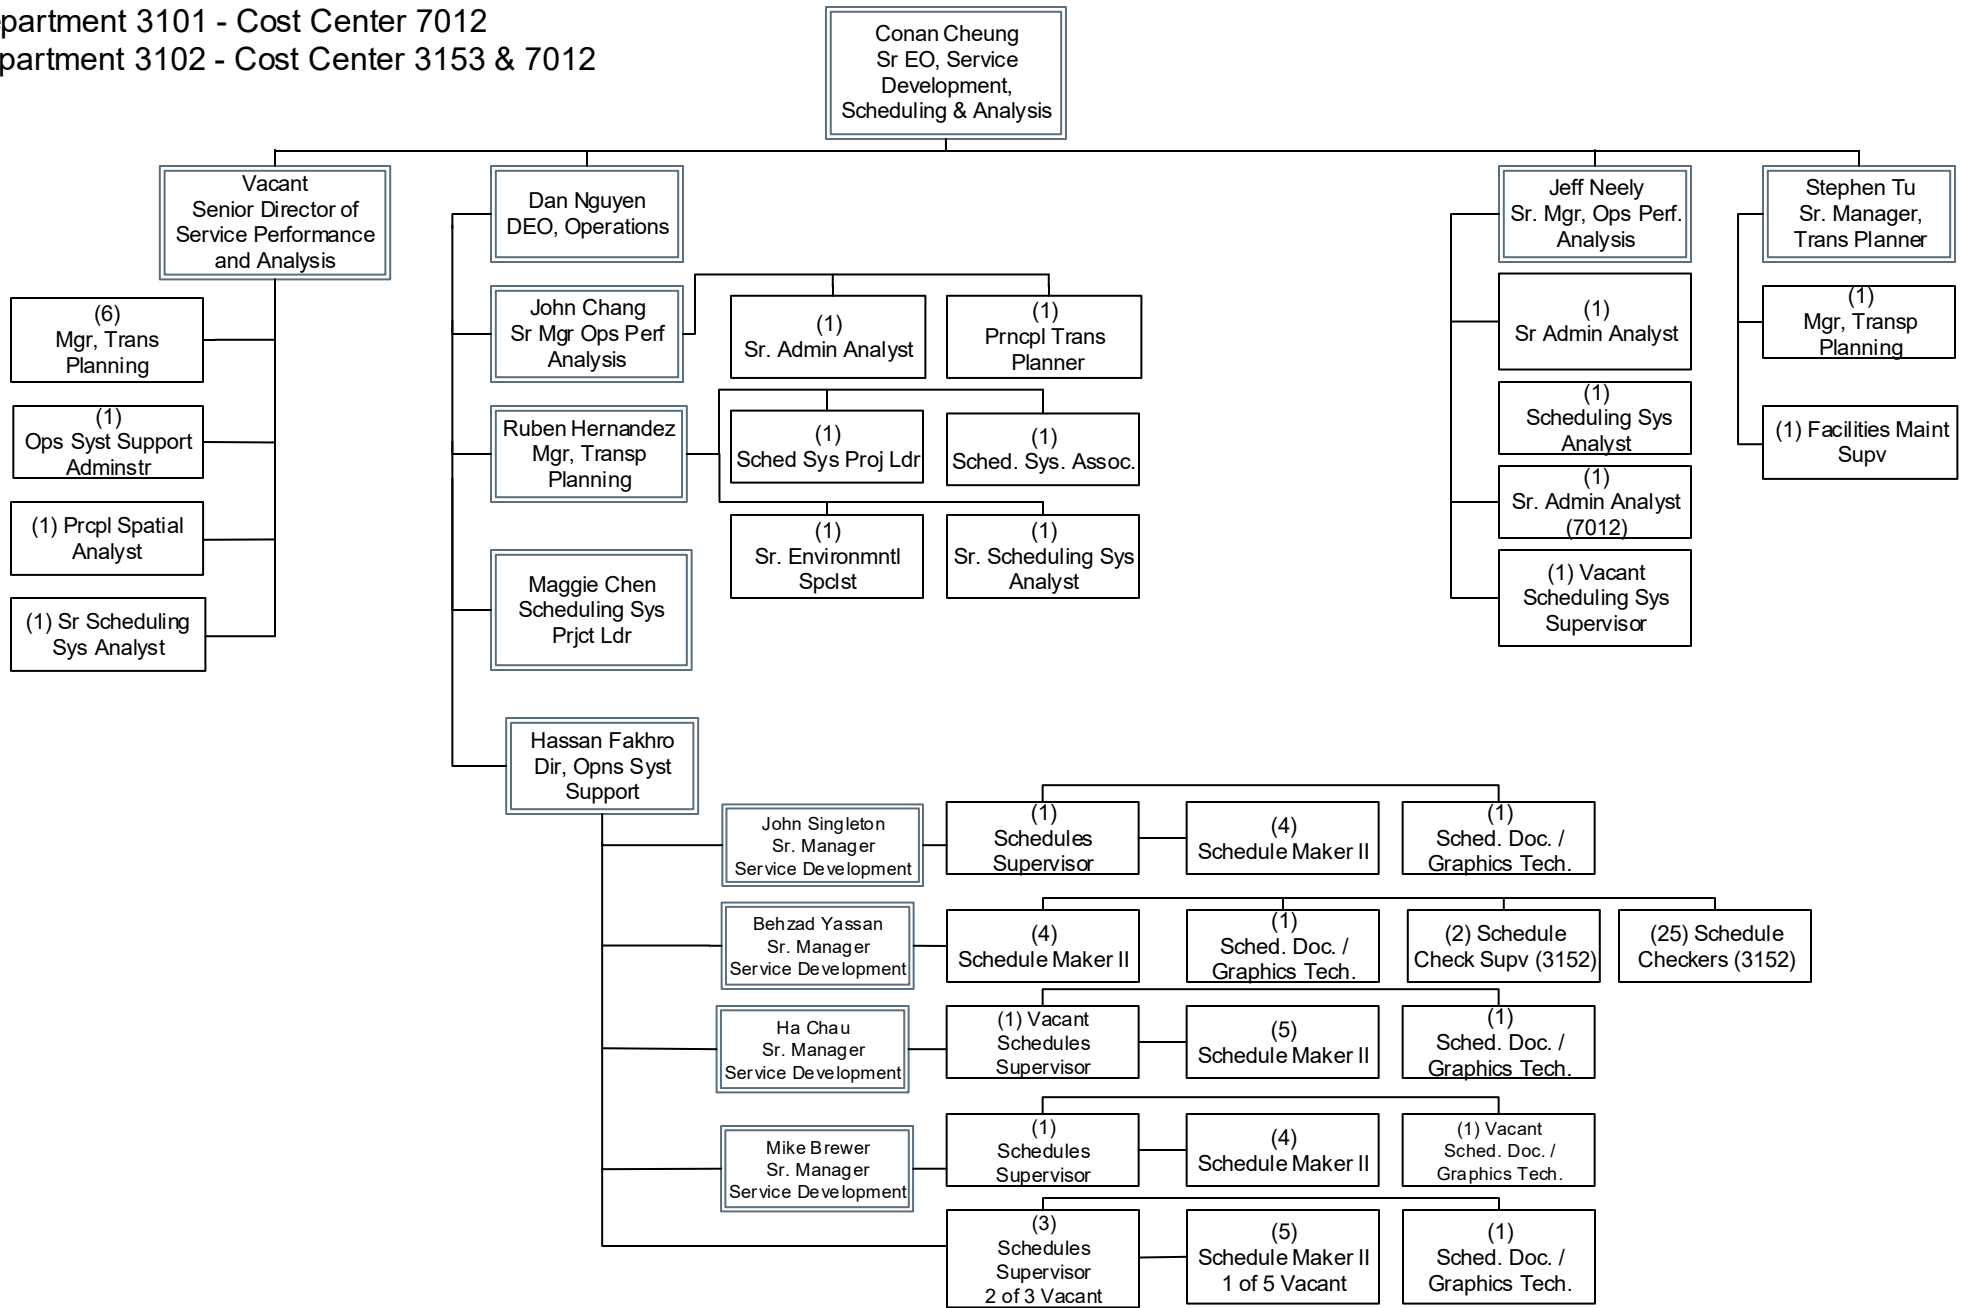 partment 3101 - Cost Center 7012
partment 3102 - Cost Center 3153 & 7012
Conan Cheung
Sr EO, Service
Development,
Scheduling & Analysis
Vacant
Senior Director of
Service Performance
and Analysis
(6)
Mgr, Trans
Planning
(1)
Ops Syst Support
Adminstr
(1) Prcpl Spatial
Analyst
(1) Sr Scheduling
Sys Analyst
Dan Nguyen
DEO, Operations
John Chang
Sr Mgr Ops Perf
Analysis
(1)
Sr. Admin Analyst
(1)
Prncpl Trans
Planner
Ruben Hernandez
Mgr, Transp
Planning
(1)
Sched Sys Proj Ldr
(1)
Sched. Sys. Assoc.
(1)
Sr. Environmntl
Spclst
(1)
Sr. Scheduling Sys
Analyst
Maggie Chen
Scheduling Sys
Prjct Ldr
Hassan Fakhro
Dir, Opns Syst
Support
John Singleton
Sr. Manager
Service Development
(1)
Schedules
Supervisor
(4)
Schedule Maker II
(1)
Sched. Doc. /
Graphics Tech.
Behzad Yassan
Sr. Manager
Service Development
(4)
Schedule Maker II
(1)
Sched. Doc. /
Graphics Tech.
(2) Schedule
Check Supv (3152)
(25) Schedule
Checkers (3152)
Ha Chau
Sr. Manager
Service Development
(1) Vacant
Schedules
Supervisor
(5)
Schedule Maker II
(1)
Sched. Doc. /
Graphics Tech.
Mike Brewer
Sr. Manager
Service Development
(1)
Schedules
Supervisor
(4)
Schedule Maker II
(1) Vacant
Sched. Doc. /
Graphics Tech.
(3)
Schedules
Supervisor
2 of 3 Vacant
(5)
Schedule Maker II
1 of 5 Vacant
(1)
Sched. Doc. /
Graphics Tech.
Jeff Neely
Sr. Mgr, Ops Perf.
Analysis
(1)
Sr Admin Analyst
(1)
Scheduling Sys
Analyst
(1)
Sr. Admin Analyst
(7012)
(1) Vacant
Scheduling Sys
Supervisor
Stephen Tu
Sr. Manager,
Trans Planner
(1)
Mgr, Transp
Planning
(1) Facilities Maint
Supv